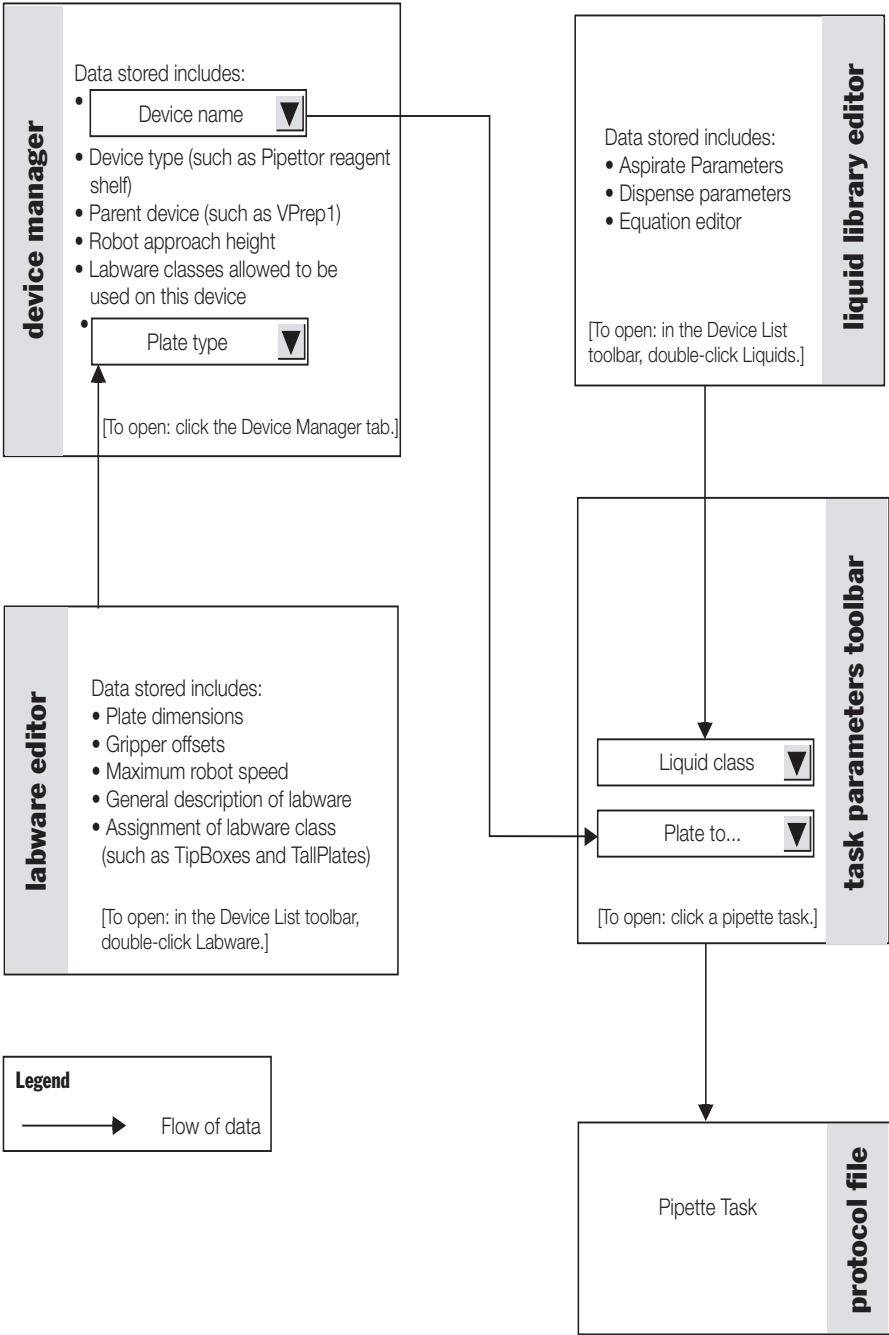 device manager
Data stored includes:
• Device name
• Device type (such as Pipettor reagent
shelf)
• Parent device (such as VPrep1)
• Robot approach height
• Labware classes allowed to be
used on this device
• Plate type
[To open: click the Device Manager tab.]
liquid library editor
Data stored includes:
• Aspirate Parameters
• Dispense parameters
• Equation editor
[To open: in the Device List
toolbar, double-click Liquids.]
labware editor
Data stored includes:
• Plate dimensions
• Gripper offsets
• Maximum robot speed
• General description of labware
• Assignment of labware class
(such as TipBoxes and TallPlates)
[To open: in the Device List toolbar,
double-click Labware.]
task parameters toolbar
Liquid class
Plate to...
[To open: click a pipette task.]
Legend
Flow of data
protocol file
Pipette Task